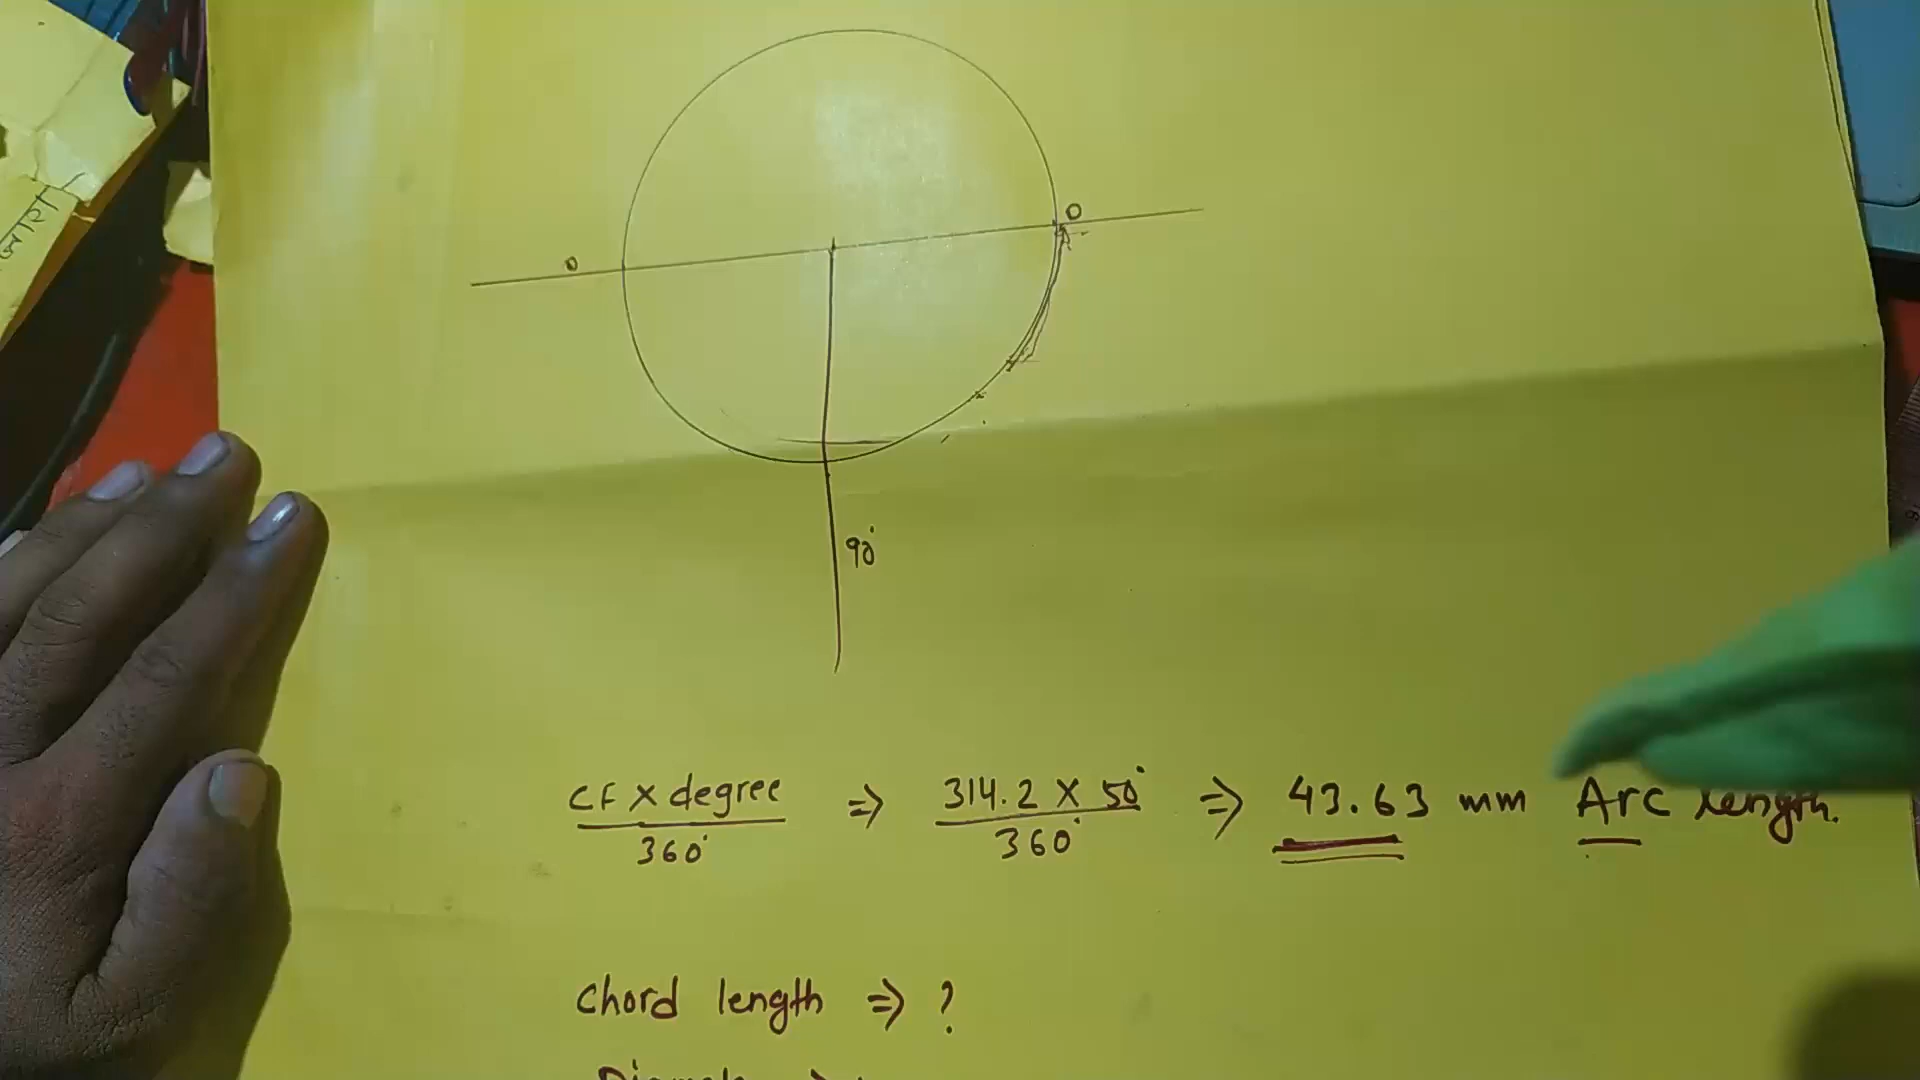 0
0
90°
CF x degree / 360° => 314.2 x 50° / 360° => 43.63 mm Arc length.
chord length => ?